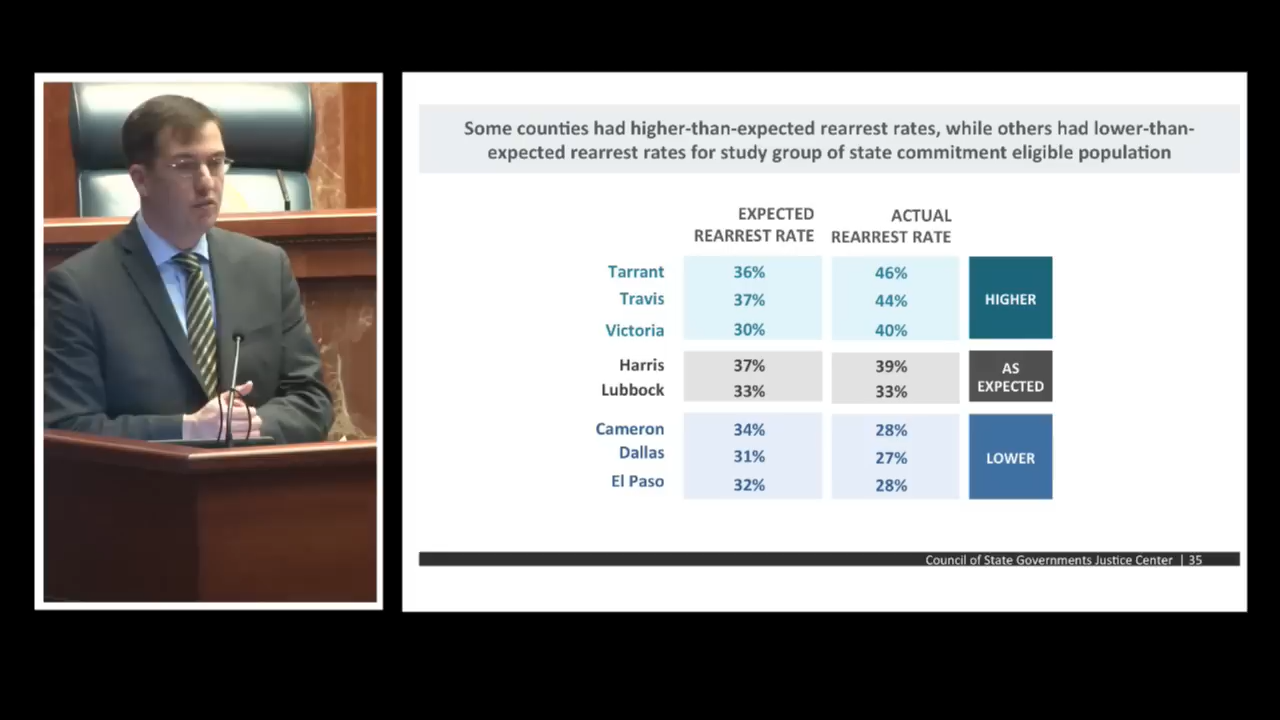 Some counties had higher-than-expected rearrest rates, while others had lower-than-
expected rearrest rates for study group of state commitment eligible population
EXPECTED
REARREST RATE
ACTUAL
REARREST RATE
Tarrant 36% 46%
Travis 37% 44%
Victoria 30% 40%
HIGHER
Harris 37% 39%
Lubbock 33% 33%
AS
EXPECTED
Cameron 34% 28%
Dallas 31% 27%
El Paso 32% 28%
LOWER
Council of State Governments Justice Center | 35